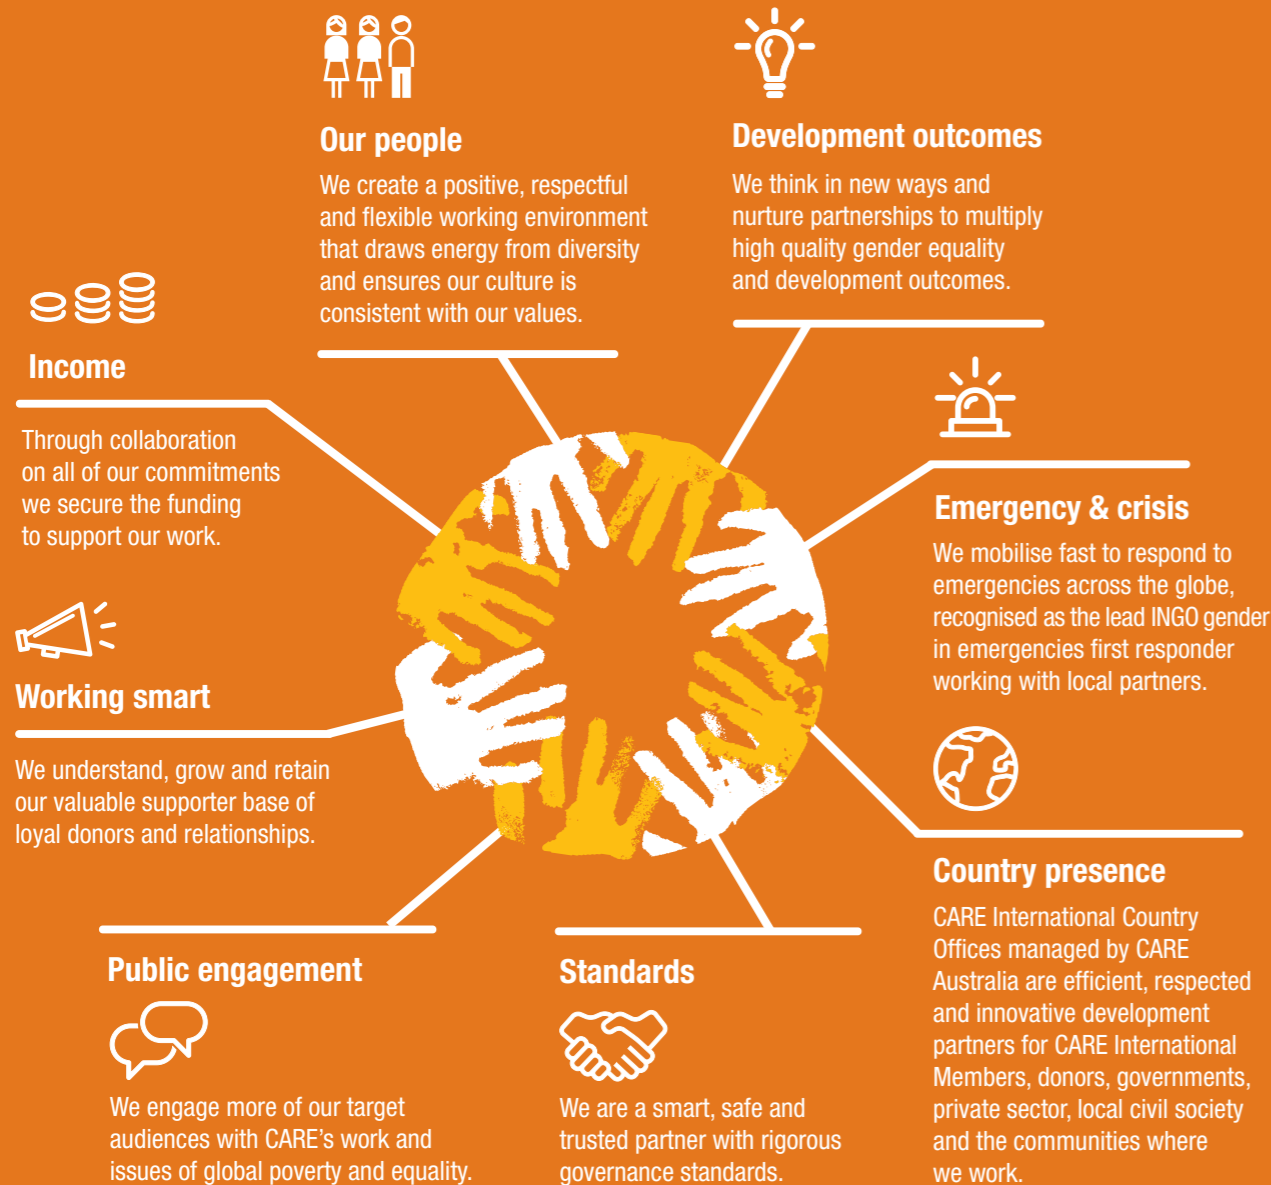 Our people
We create a positive, respectful
and flexible working environment
that draws energy from diversity
and ensures our culture is
consistent with our values.
Development outcomes
We think in new ways and
nurture partnerships to multiply
high quality gender equality
and development outcomes.
Income
Through collaboration
on all of our commitments
we secure the funding
to support our work.
Emergency & crisis
We mobilise fast to respond to
emergencies across the globe,
recognised as the lead INGO gender
in emergencies first responder
working with local partners.
Working smart
We understand, grow and retain
our valuable supporter base of
loyal donors and relationships.
Country presence
CARE International Country
Offices managed by CARE
Australia are efficient, respected
and innovative development
partners for CARE International
Members, donors, governments,
private sector, local civil society
and the communities where
we work.
Public engagement
We engage more of our target
audiences with CARE's work and
issues of global poverty and equality.
Standards
We are a smart, safe and
trusted partner with rigorous
governance standards.